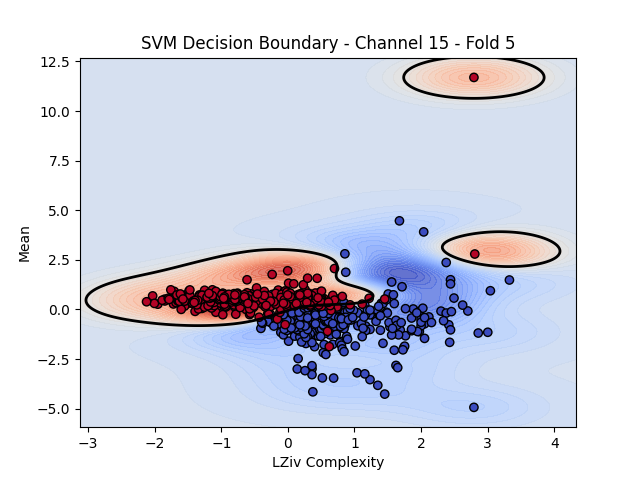 SVM Decision Boundary - Channel 15 - Fold 5
12.5
10.0
7.5
5.0
2.5
0.0
−2.5
−5.0
Mean
−3 −2 −1 0 1 2 3 4
LZiv Complexity